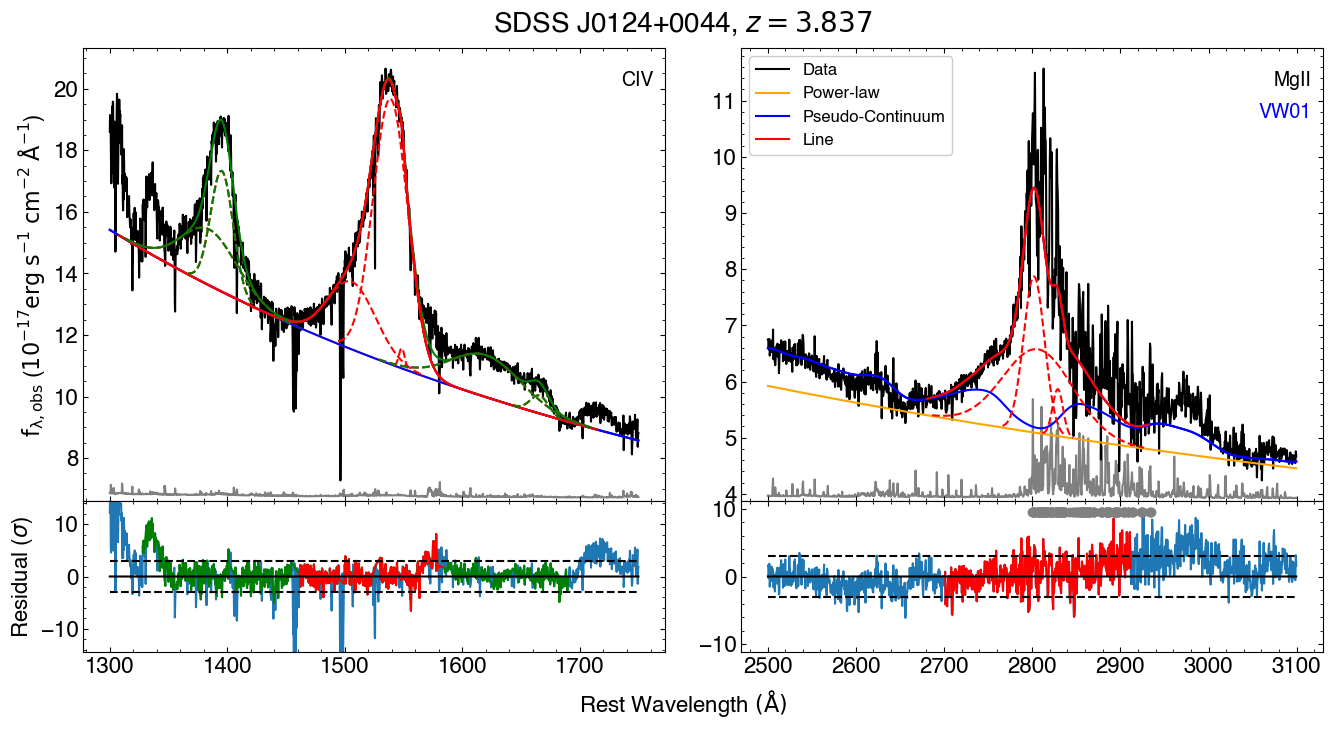 SDSS J0124+0044, z = 3.837
CIV
20
18
16
14
12
10
8
f_λ,obs (10^−17 erg s^−1 cm^−2 Å^−1)
10
0
−10
Residual (σ)
1300 1400 1500 1600 1700
Data
Power-law
Pseudo-Continuum
Line
MgII
VW01
11
10
9
8
7
6
5
4
10
0
−10
2500 2600 2700 2800 2900 3000 3100
Rest Wavelength (Å)